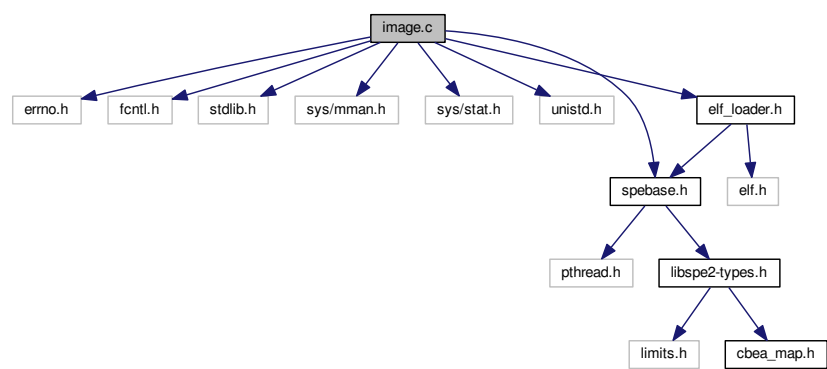 image.c
errno.h
fcntl.h
stdlib.h
sys/mman.h
sys/stat.h
unistd.h
elf_loader.h
spebase.h
elf.h
pthread.h
libspe2-types.h
limits.h
cbea_map.h